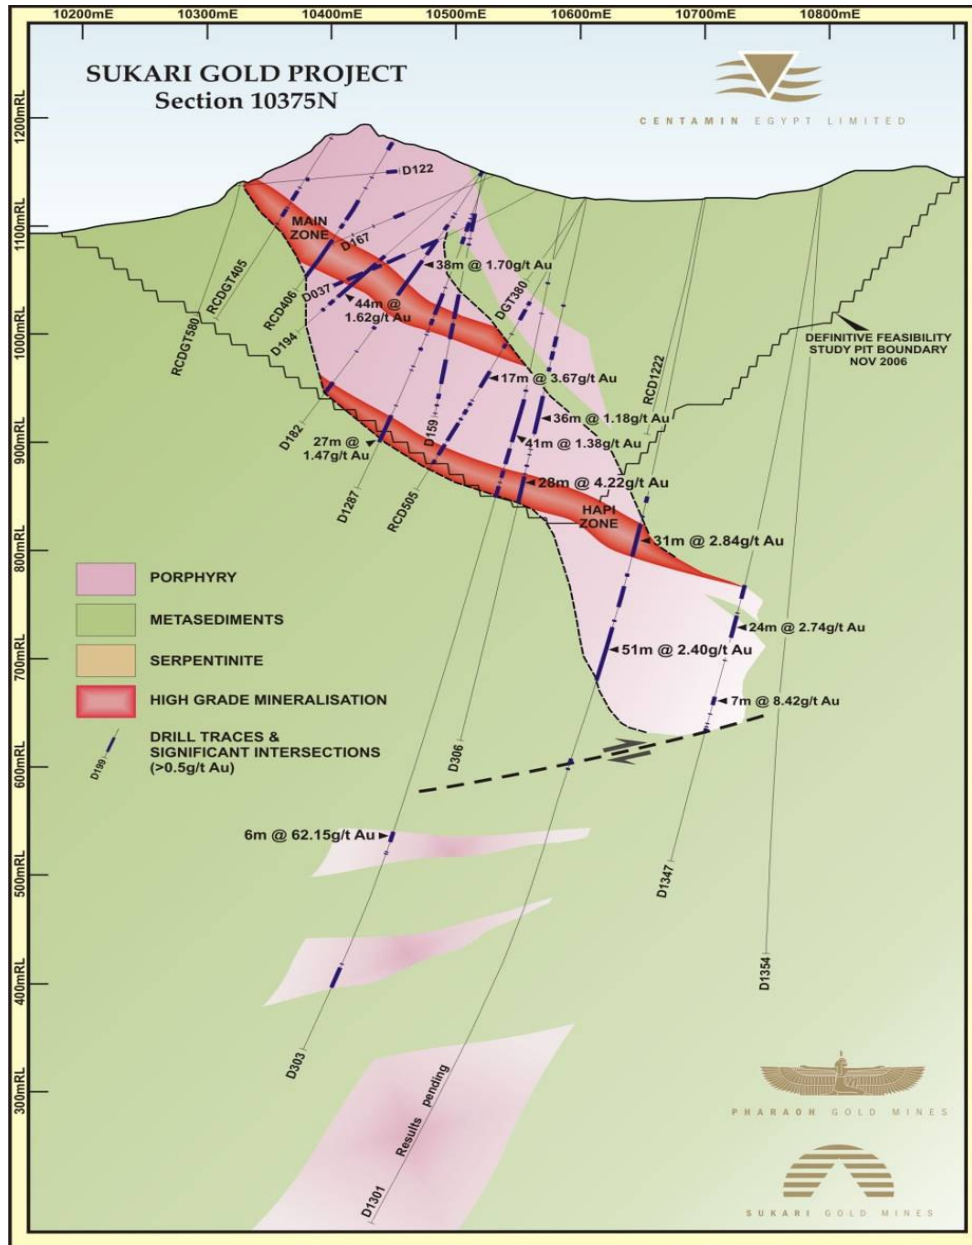 10200mE 10300mE 10400mE 10500mE 10600mE 10700mE 10800mE
SUKARI GOLD PROJECT
Section 10375N
CENTAMIN EGYPT LIMITED
1200mRL
1100mRL
1000mRL
900mRL
800mRL
700mRL
600mRL
500mRL
400mRL
300mRL
D122
MAIN
ZONE
D167
RCDGT405
RCD406
D037
38m @ 1.70g/t Au
44m @
1.62g/t Au
DGT380
RCDGT580
D194
RCD1222
DEFINITIVE FEASIBILITY
STUDY PIT BOUNDARY
NOV 2006
17m @ 3.67g/t Au
D182
D159
36m @ 1.18g/t Au
27m @
1.47g/t Au
41m @ 1.38g/t Au
D1287
RCD505
28m @ 4.22g/t Au
HAPI
ZONE
31m @ 2.84g/t Au
PORPHYRY
METASEDIMENTS
SERPENTINITE
HIGH GRADE MINERALISATION
D199
DRILL TRACES &
SIGNIFICANT INTERSECTIONS
(>0.5g/t Au)
24m @ 2.74g/t Au
51m @ 2.40g/t Au
7m @ 8.42g/t Au
D306
6m @ 62.15g/t Au
D1347
D1354
D303
Results pending
D1301
PHARAOH GOLD MINES
SUKARI GOLD MINES